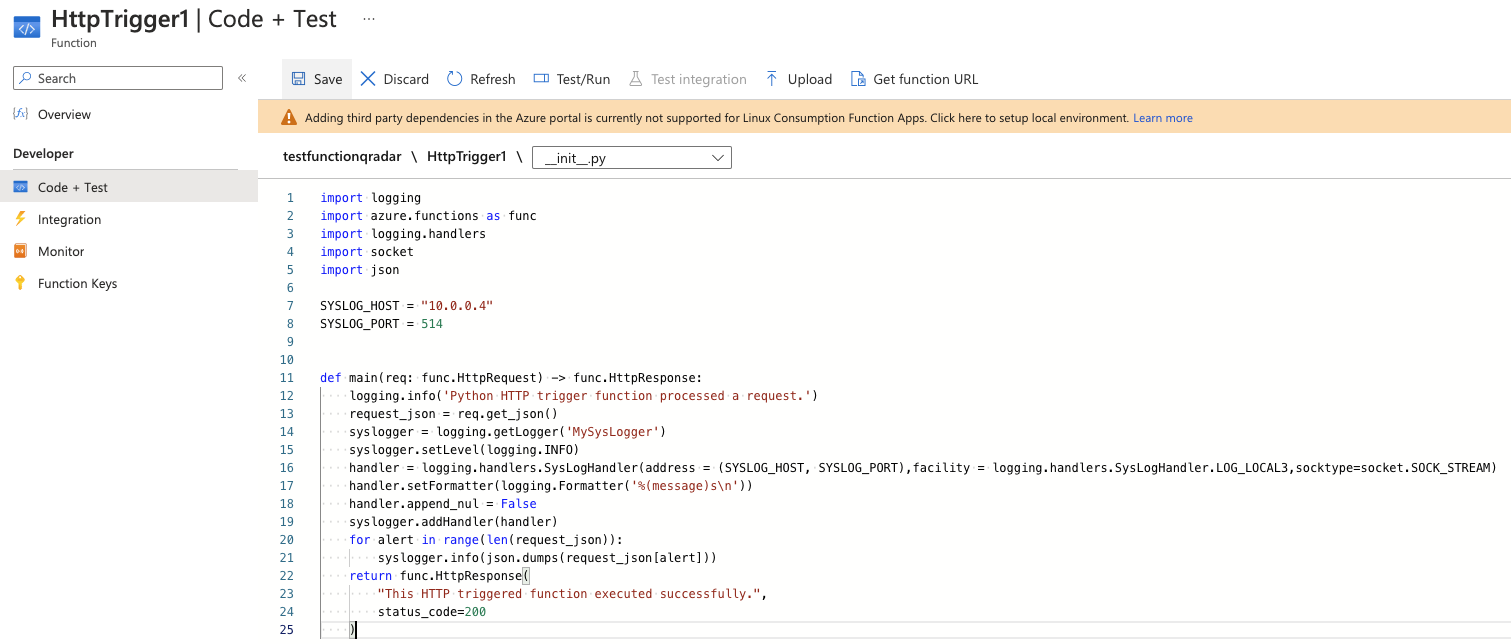 HttpTrigger1 | Code + Test ...
Function
Search
«
Overview
Developer
Code + Test
Integration
Monitor
Function Keys
Save Discard Refresh Test/Run Test integration Upload Get function URL
Adding third party dependencies in the Azure portal is currently not supported for Linux Consumption Function Apps. Click here to setup local environment. Learn more
testfunctionqradar \ HttpTrigger1 \ __init__.py
1 import logging
2 import azure.functions as func
3 import logging.handlers
4 import socket
5 import json
6
7 SYSLOG_HOST = "10.0.0.4"
8 SYSLOG_PORT = 514
9
10
11 def main(req: func.HttpRequest) -> func.HttpResponse:
12     logging.info('Python HTTP trigger function processed a request.')
13     request_json = req.get_json()
14     syslogger = logging.getLogger('MySysLogger')
15     syslogger.setLevel(logging.INFO)
16     handler = logging.handlers.SysLogHandler(address = (SYSLOG_HOST, SYSLOG_PORT),facility = logging.handlers.SysLogHandler.LOG_LOCAL3,socktype=socket.SOCK_STREAM)
17     handler.setFormatter(logging.Formatter('%(message)s\n'))
18     handler.append_nul = False
19     syslogger.addHandler(handler)
20     for alert in range(len(request_json)):
21         syslogger.info(json.dumps(request_json[alert]))
22     return func.HttpResponse(
23         "This HTTP triggered function executed successfully.",
24         status_code=200
25     )